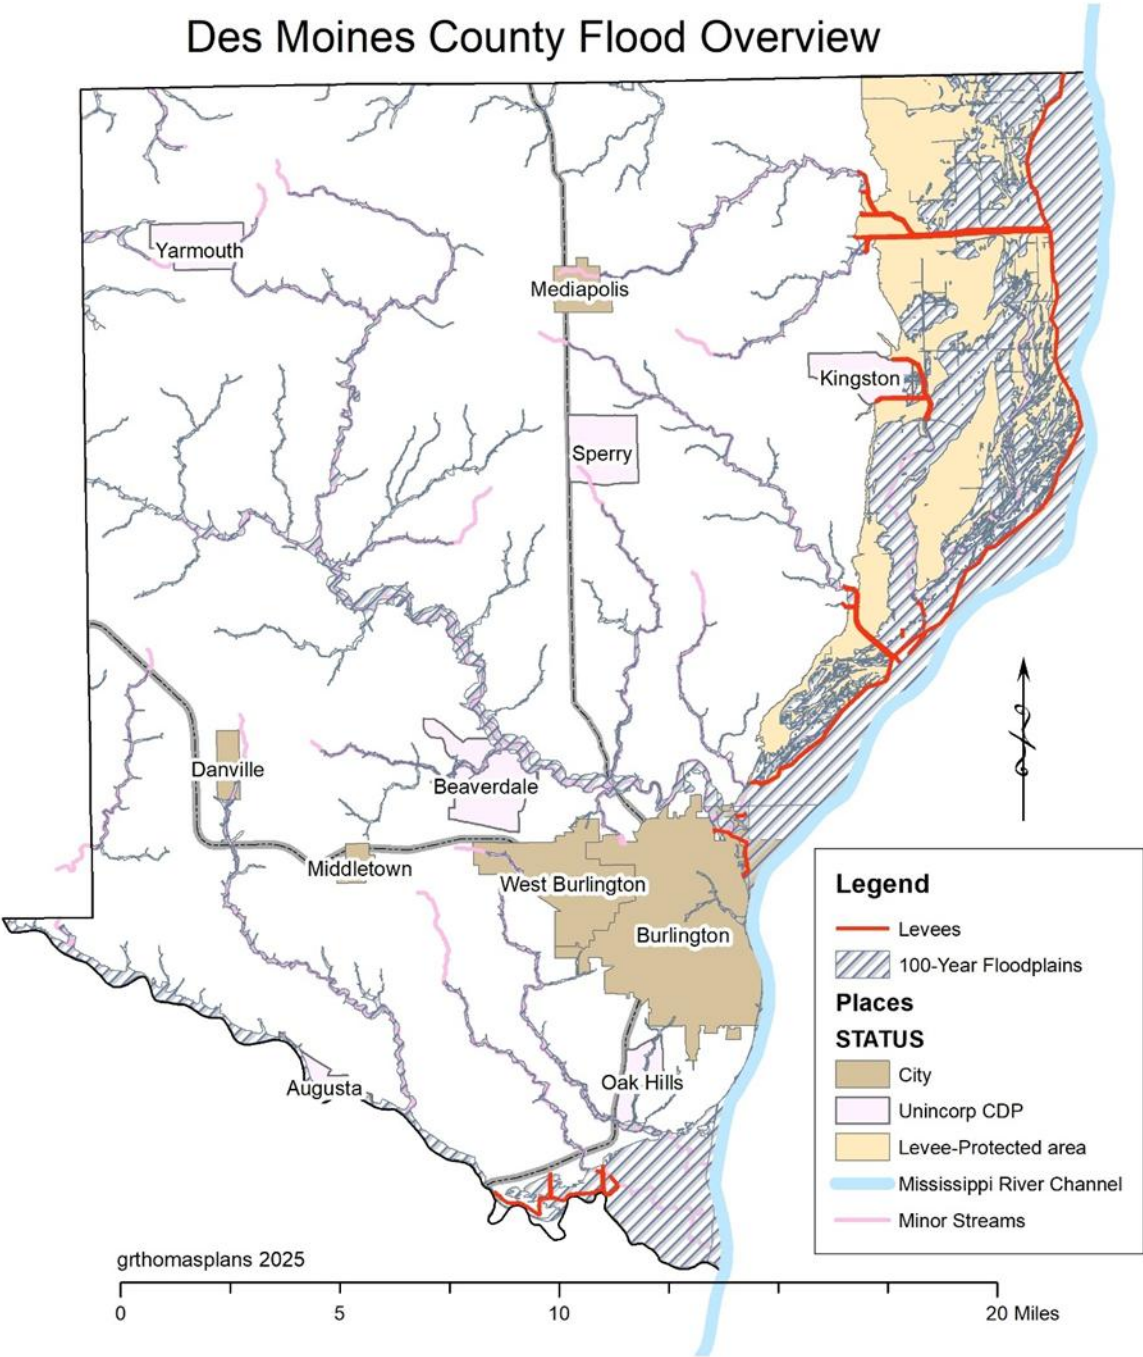 Des Moines County Flood Overview
Yarmouth
Mediapolis
Kingston
Sperry
Danville
Beaverdale
Middletown
West Burlington
Burlington
Augusta
Oak Hills
Legend
Levees
100-Year Floodplains
Places
STATUS
City
Unincorp CDP
Levee-Protected area
Mississippi River Channel
Minor Streams
grthomasplans 2025
0 5 10 20 Miles